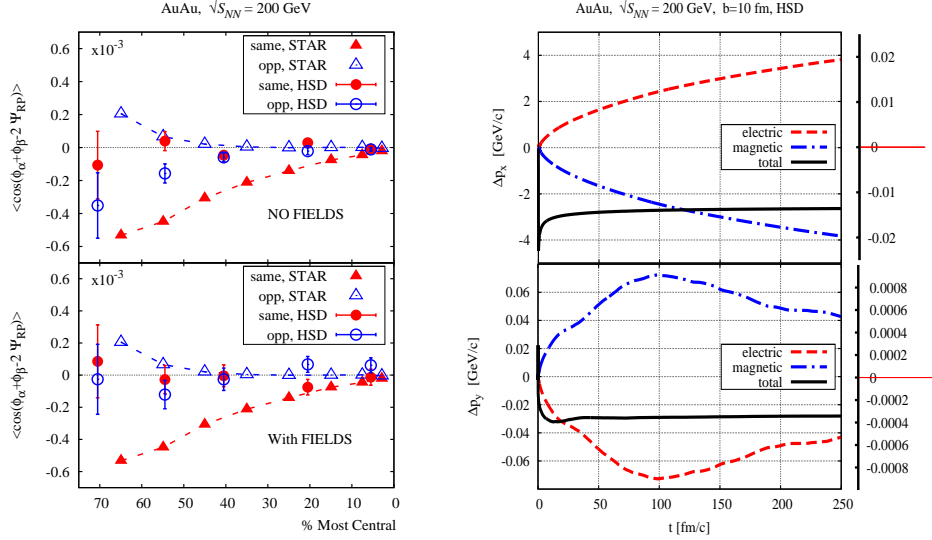 AuAu, √S_NN = 200 GeV
x10^-3
same, STAR
opp, STAR
same, HSD
opp, HSD
<cos(ϕ_α+ϕ_β-2 Ψ_RP)>
0.6
0.4
0.2
0
-0.2
-0.4
-0.6
NO FIELDS
x10^-3
same, STAR
opp, STAR
same, HSD
opp, HSD
<cos(ϕ_α+ϕ_β-2 Ψ_RP)>
0.4
0.2
0
-0.2
-0.4
-0.6
With FIELDS
70 60 50 40 30 20 10 0
% Most Central
AuAu, √S_NN = 200 GeV, b=10 fm, HSD
Δp_x [GeV/c]
4
2
0
-2
-4
electric
magnetic
total
0.02
0.01
0
-0.01
-0.02
Δp_y [GeV/c]
0.06
0.04
0.02
0
-0.02
-0.04
-0.06
electric
magnetic
total
0.0008
0.0006
0.0004
0.0002
0
-0.0002
-0.0004
-0.0006
-0.0008
0 50 100 150 200 250
t [fm/c]